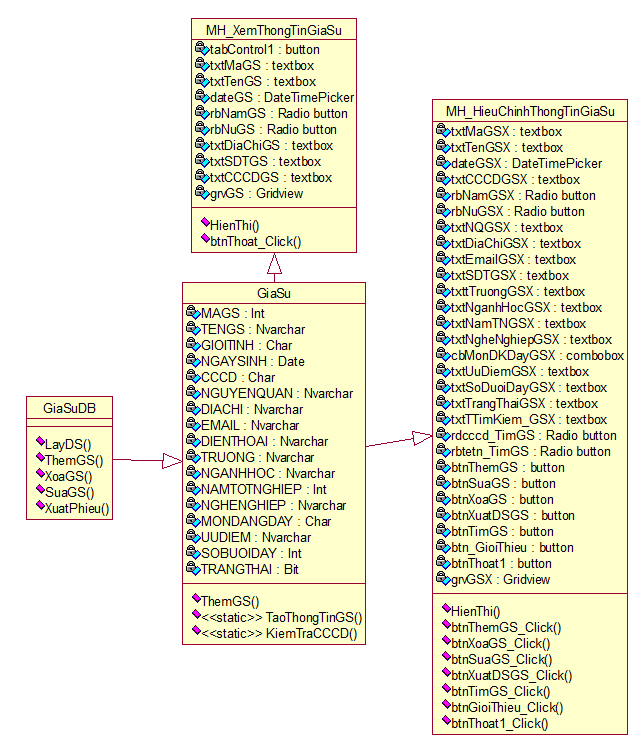 MH_XemThongTinGiaSu
tabControl1 : button
txtMaGS : textbox
txtTenGS : textbox
dateGS : DateTimePicker
rbNamGS : Radio button
rbNuGS : Radio button
txtDiaChiGS : textbox
txtSDTGS : textbox
txtCCCDGS : textbox
grvGS : Gridview
HienThi()
btnThoat_Click()
GiaSuDB
LayDS()
ThemGS()
XoaGS()
SuaGS()
XuatPhieu()
GiaSu
MAGS : Int
TENGS : Nvarchar
GIOITINH : Char
NGAYSINH : Date
CCCD : Char
NGUYENQUAN : Nvarchar
DIACHI : Nvarchar
EMAIL : Nvarchar
DIENTHOAI : Nvarchar
TRUONG : Nvarchar
NGANHHOC : Nvarchar
NAMTOTNGHIEP : Int
NGHENGHIEP : Nvarchar
MONDANGDAY : Char
UUDIEM : Nvarchar
SOBUOIDAY : Int
TRANGTHAI : Bit
ThemGS()
<<static>> TaoThongTinGS()
<<static>> KiemTraCCCD()
MH_HieuChinhThongTinGiaSu
txtMaGSX : textbox
txtTenGSX : textbox
dateGSX : DateTimePicker
txtCCCDGSX : textbox
rbNamGSX : Radio button
rbNuGSX : Radio button
txtNQGSX : textbox
txtDiaChiGSX : textbox
txtEmailGSX : textbox
txtSDTGSX : textbox
txttTruongGSX : textbox
txtNganhHocGSX : textbox
txtNamTNGSX : textbox
txtNgheNghiepGSX : textbox
cbMonDKDayGSX : combobox
txtUuDiemGSX : textbox
txtSoDuoiDayGSX : textbox
txtTrangThaiGSX : textbox
txtTTimKiem_GSX : textbox
rdcccd_TimGS : Radio button
rbtetn_TimGS : Radio button
btnThemGS : button
btnSuaGS : button
btnXoaGS : button
btnXuatDSGS : button
btnTimGS : button
btn_GioiThieu : button
btnThoat1 : button
grvGSX : Gridview
HienThi()
btnThemGS_Click()
btnXoaGS_Click()
btnSuaGS_Click()
btnXuatDSGS_Click()
btnTimGS_Click()
btnGioiThieu_Click()
btnThoat1_Click()